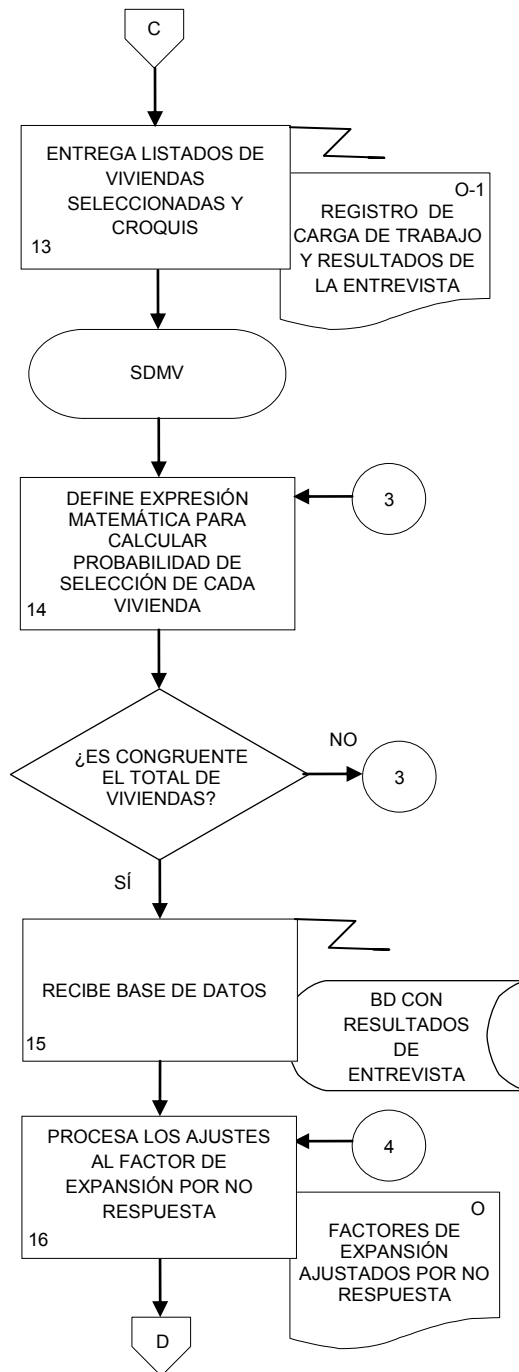 C
ENTREGA LISTADOS DE
VIVIENDAS
SELECCIONADAS Y
CROQUIS
13
O-1
REGISTRO DE
CARGA DE TRABAJO
Y RESULTADOS DE
LA ENTREVISTA
SDMV
DEFINE EXPRESIÓN
MATEMÁTICA PARA
CALCULAR
PROBABILIDAD DE
SELECCIÓN DE CADA
VIVIENDA
14
3
¿ES CONGRUENTE
EL TOTAL DE
VIVIENDAS?
NO
3
SÍ
RECIBE BASE DE DATOS
15
BD CON
RESULTADOS
DE
ENTREVISTA
PROCESA LOS AJUSTES
AL FACTOR DE
EXPANSIÓN POR NO
RESPUESTA
16
4
O
FACTORES DE
EXPANSIÓN
AJUSTADOS POR NO
RESPUESTA
D